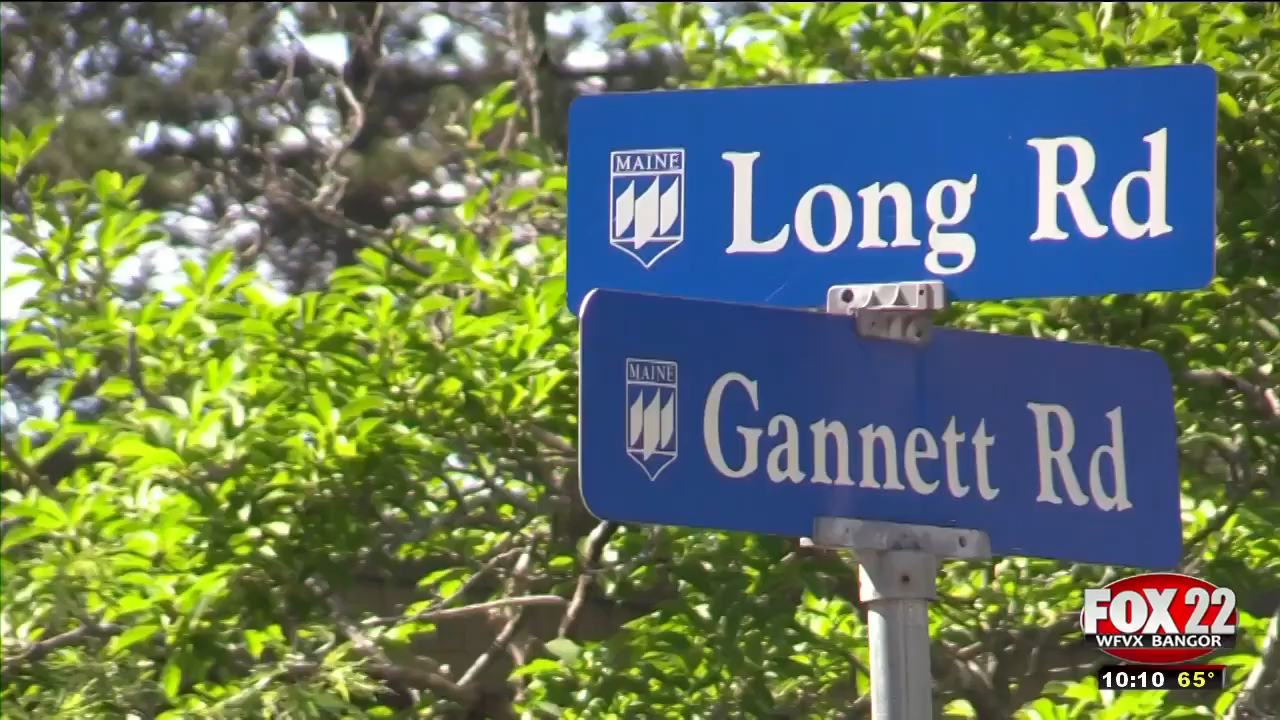 MAINE Long Rd
MAINE Gannett Rd
FOX 22
WFVX BANGOR
10:10 65°